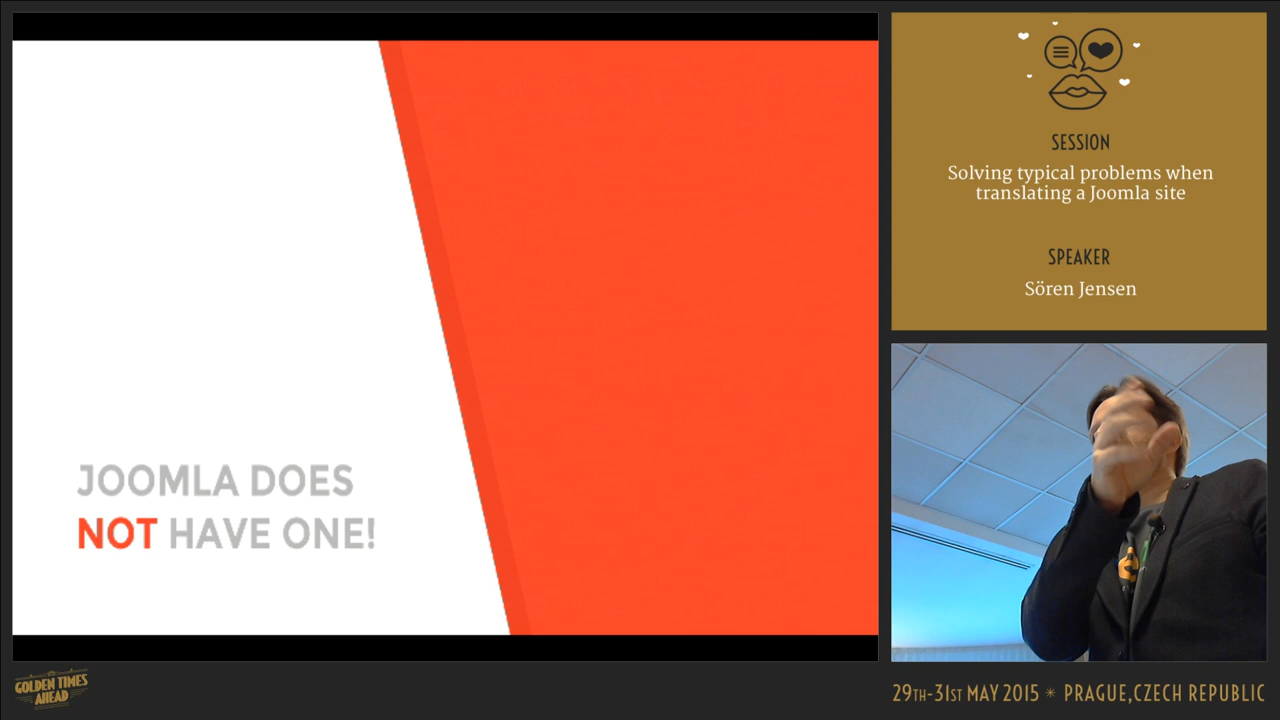 JOOMLA DOES
NOT HAVE ONE!
SESSION
Solving typical problems when
translating a Joomla site
SPEAKER
Sören Jensen
GOLDEN TIMES
AHEAD
29TH-31ST MAY 2015 * PRAGUE,CZECH REPUBLIC